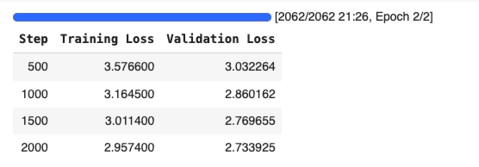 [2062/2062 21:26, Epoch 2/2]
Step Training Loss Validation Loss
500 3.576600 3.032264
1000 3.164500 2.860162
1500 3.011400 2.769655
2000 2.957400 2.733925